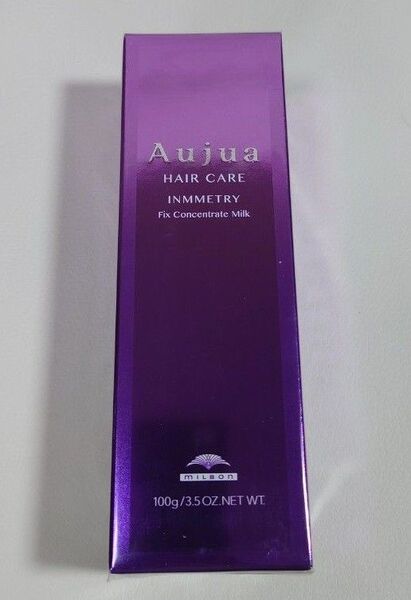 Aujua
HAIR CARE
INMMETRY
Fix Concentrate Milk
milbon
100g/3.5 OZ.NET WT.